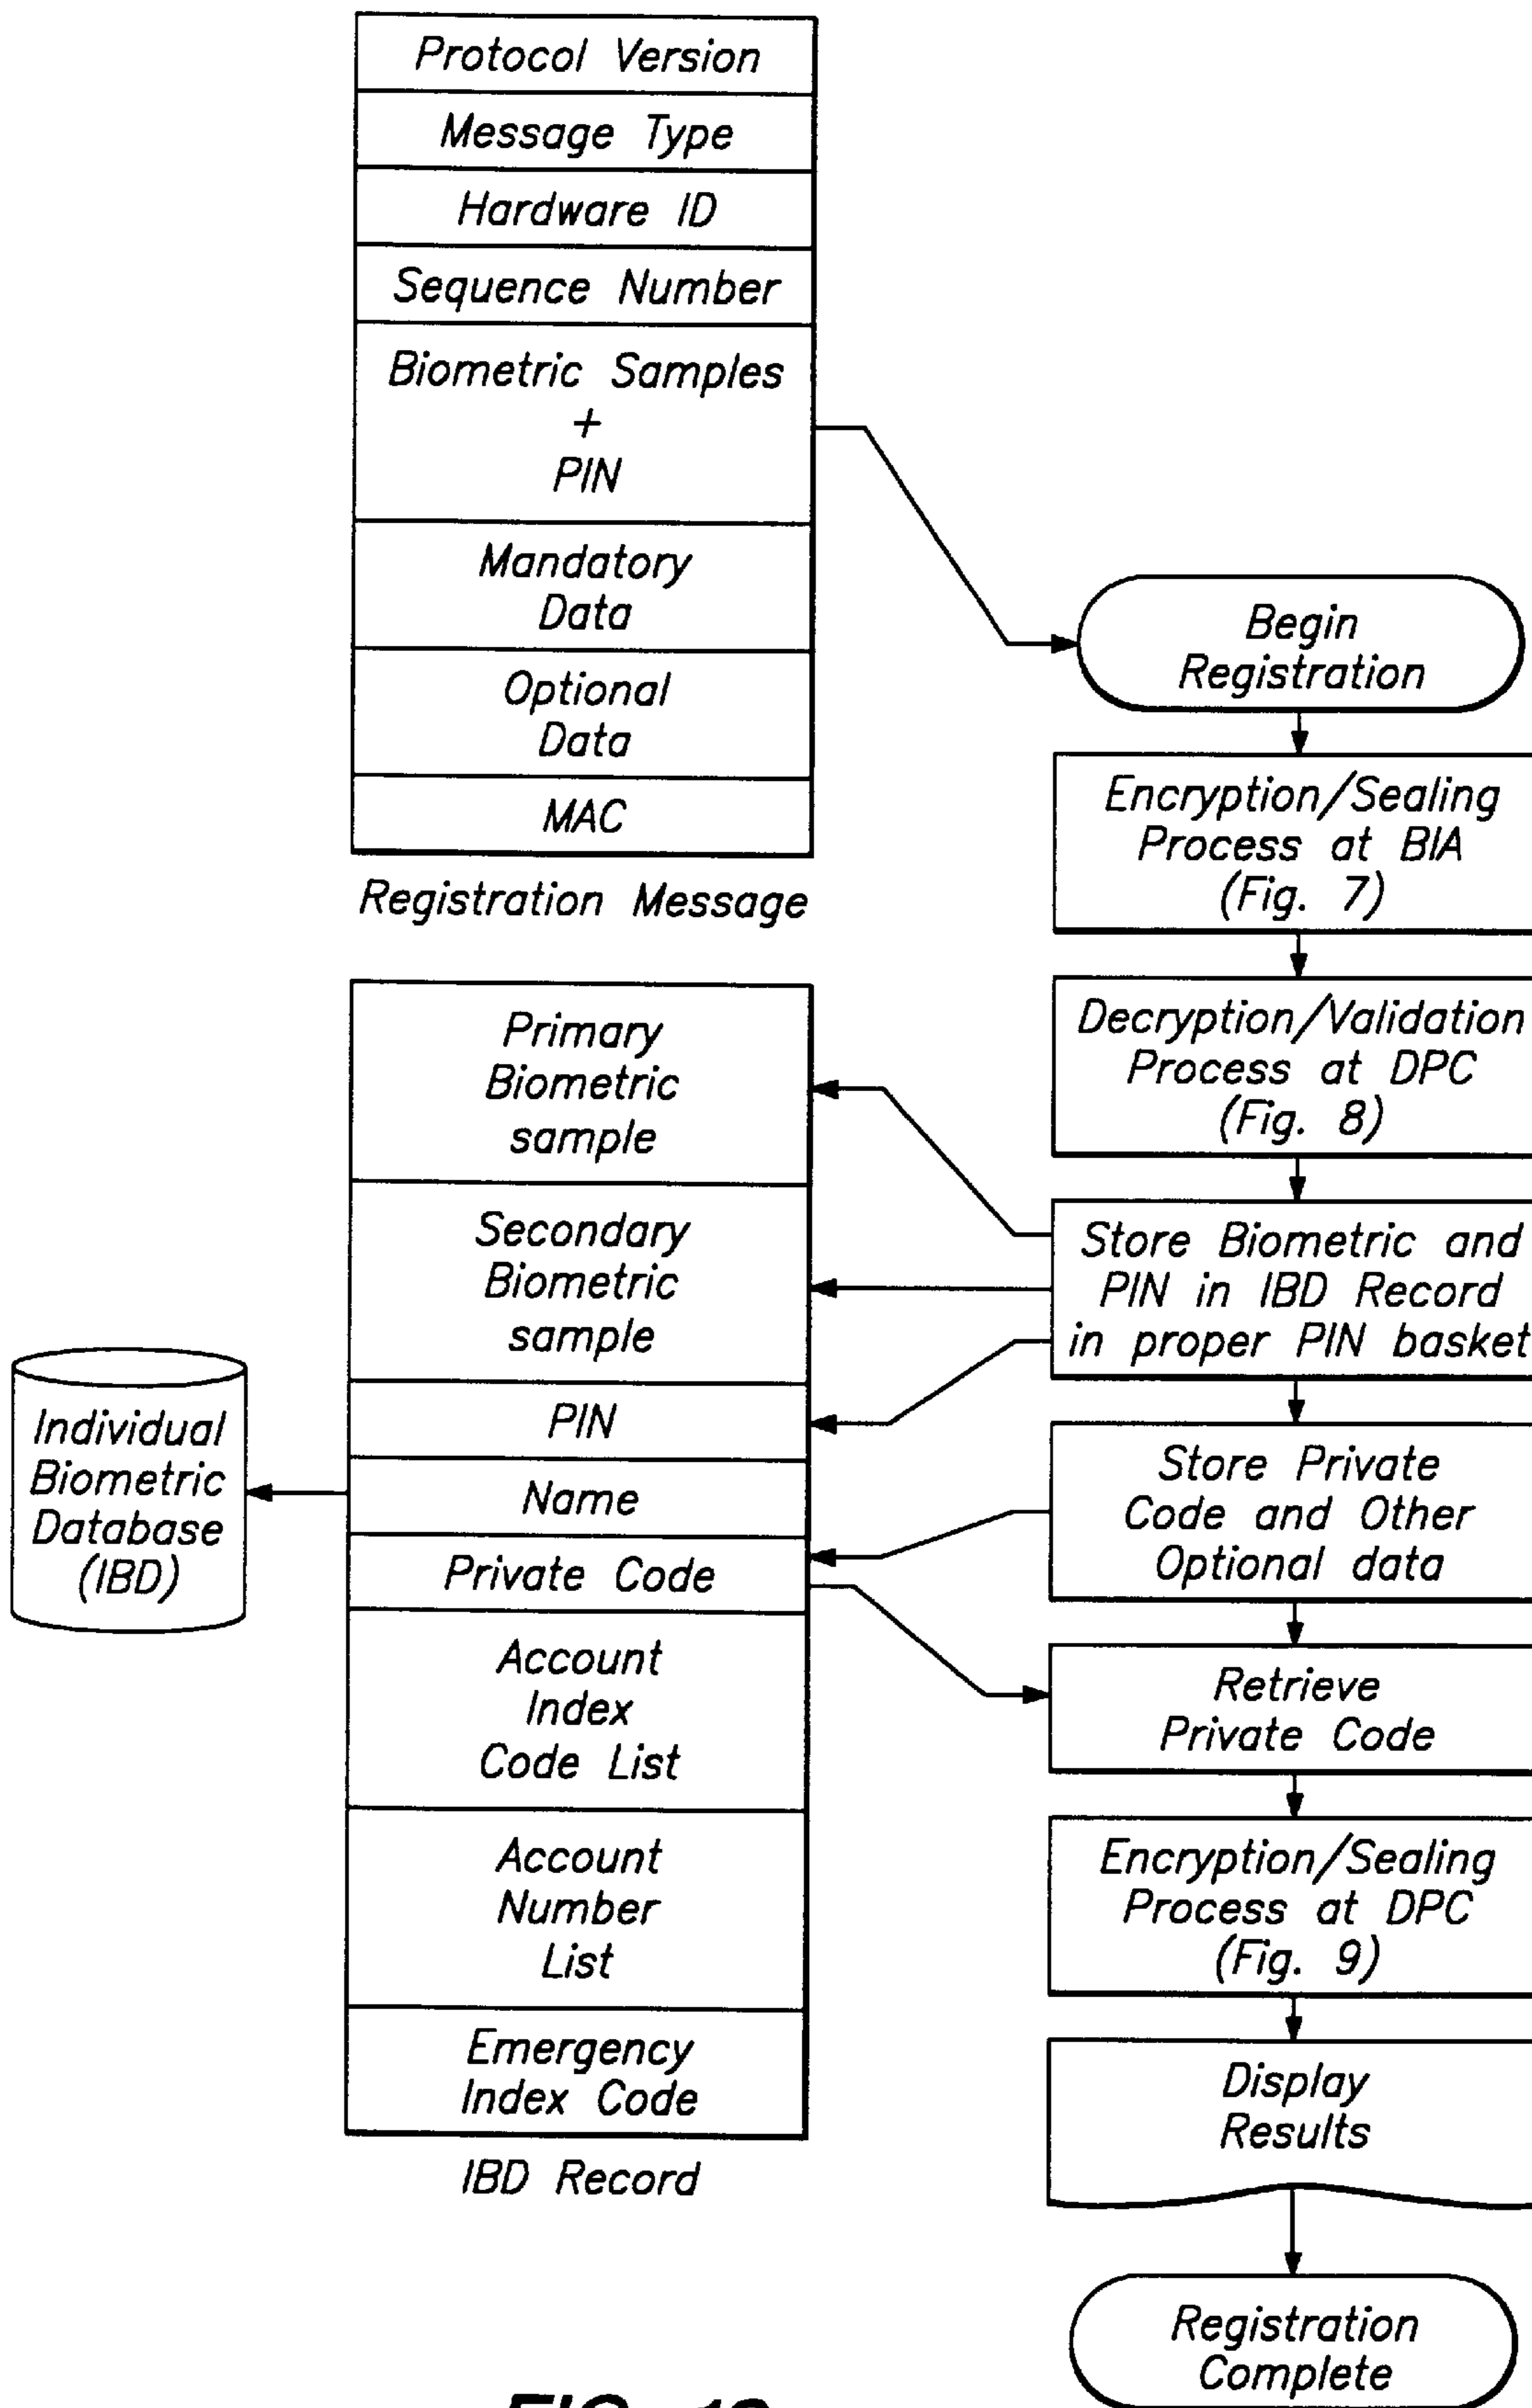 Protocol Version
Message Type
Hardware ID
Sequence Number
Biometric Samples
+
PIN
Mandatory
Data
Optional
Data
MAC
Registration Message
Primary
Biometric
sample
Secondary
Biometric
sample
PIN
Name
Private Code
Account
Index
Code List
Account
Number
List
Emergency
Index Code
IBD Record
Individual
Biometric
Database
(IBD)
Begin
Registration
Encryption/Sealing
Process at BIA
(Fig. 7)
Decryption/Validation
Process at DPC
(Fig. 8)
Store Biometric and
PIN in IBD Record
in proper PIN basket
Store Private
Code and Other
Optional data
Retrieve
Private Code
Encryption/Sealing
Process at DPC
(Fig. 9)
Display
Results
Registration
Complete